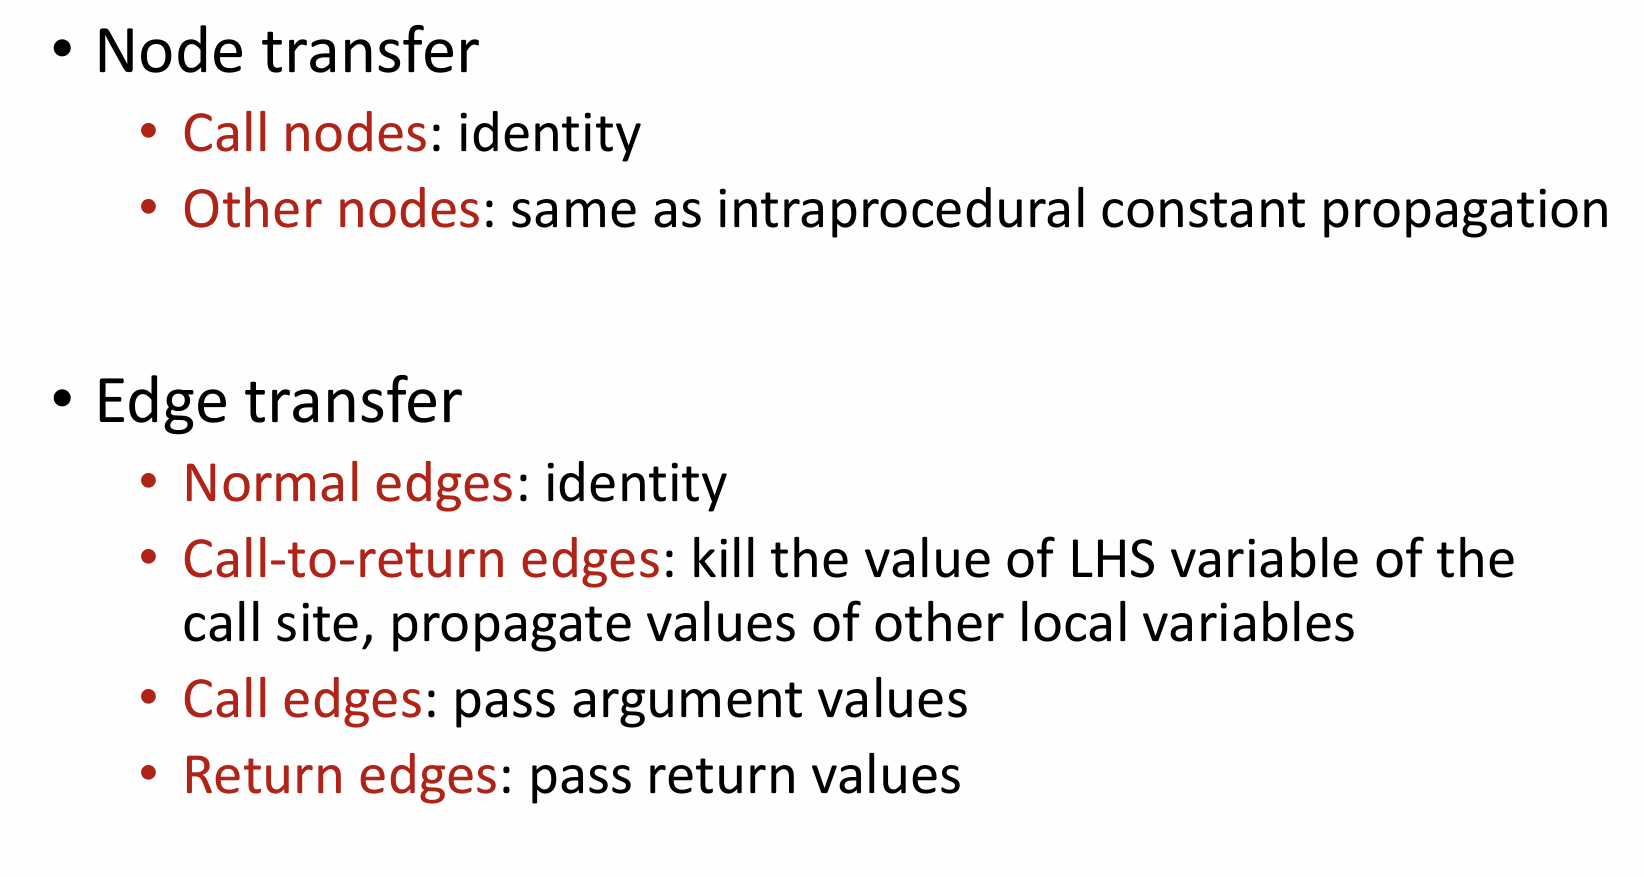 • Node transfer
• Call nodes: identity
• Other nodes: same as intraprocedural constant propagation
• Edge transfer
• Normal edges: identity
• Call-to-return edges: kill the value of LHS variable of the
call site, propagate values of other local variables
• Call edges: pass argument values
• Return edges: pass return values